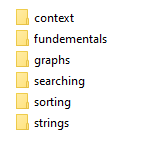 context
fundementals
graphs
searching
sorting
strings